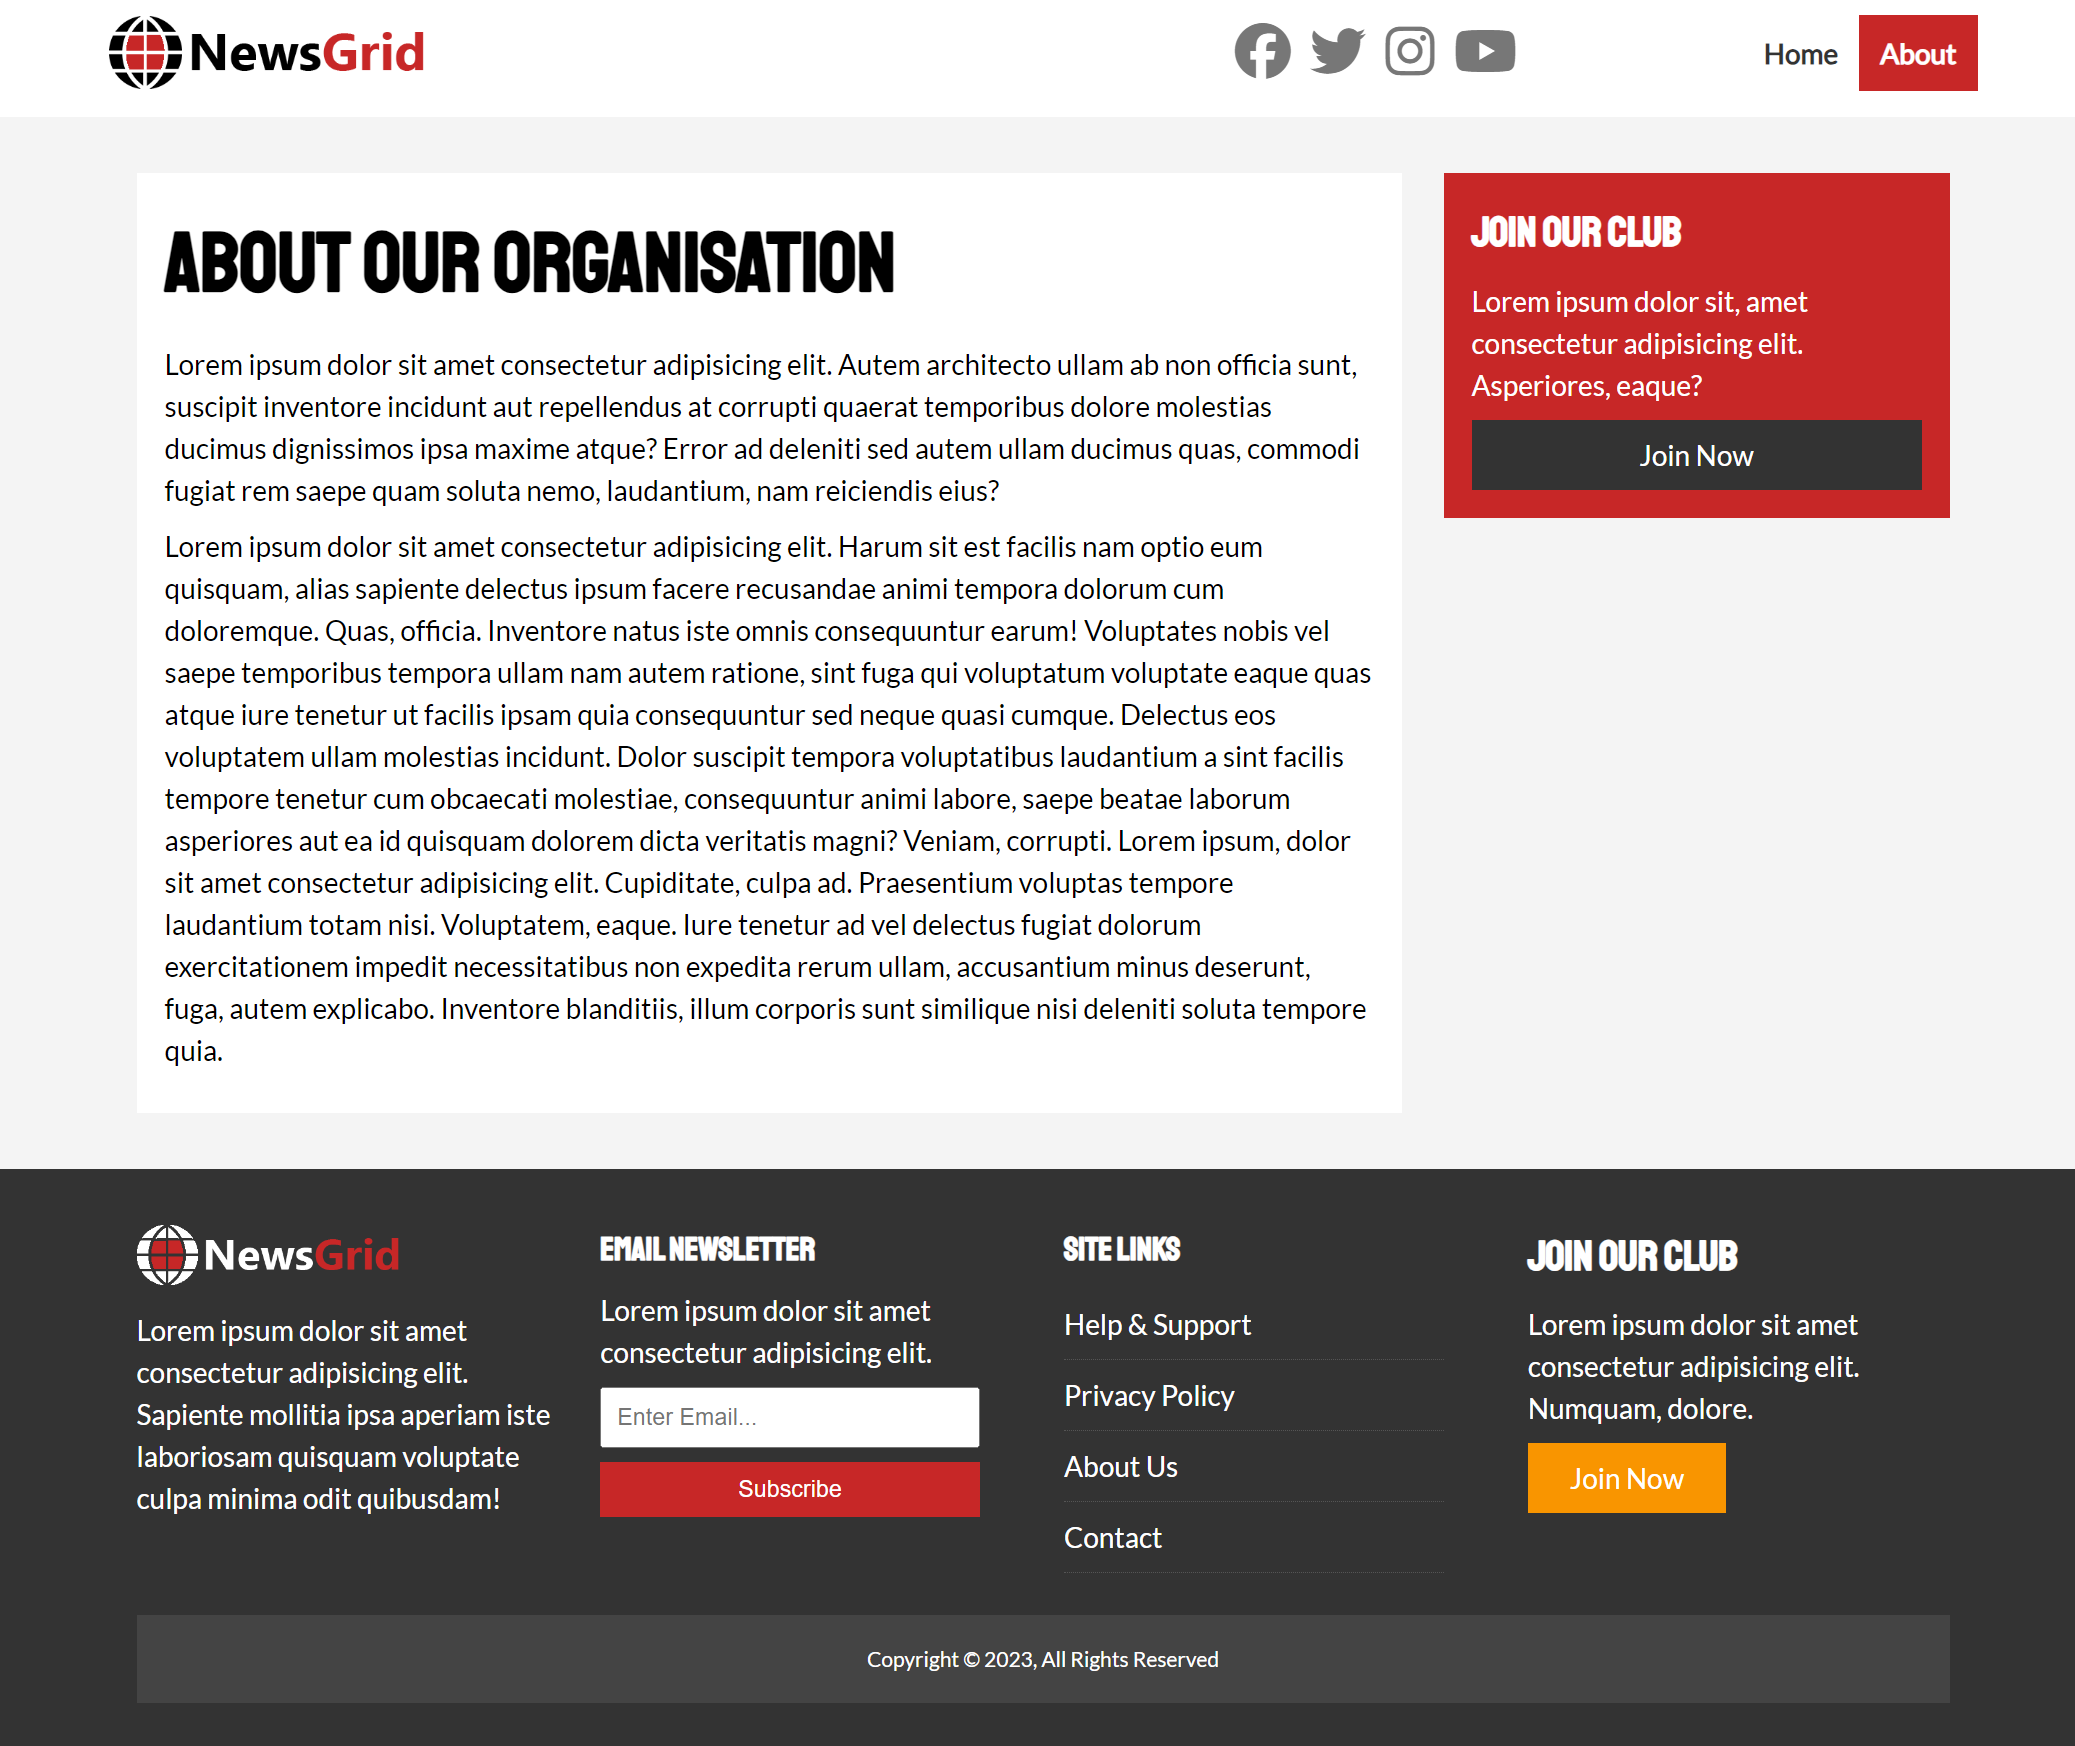 NewsGrid
Home
About
ABOUT OUR ORGANISATION
Lorem ipsum dolor sit amet consectetur adipisicing elit. Autem architecto ullam ab non officia sunt,
suscipit inventore incidunt aut repellendus at corrupti quaerat temporibus dolore molestias
ducimus dignissimos ipsa maxime atque? Error ad deleniti sed autem ullam ducimus quas, commodi
fugiat rem saepe quam soluta nemo, laudantium, nam reiciendis eius?
Lorem ipsum dolor sit amet consectetur adipisicing elit. Harum sit est facilis nam optio eum
quisquam, alias sapiente delectus ipsum facere recusandae animi tempora dolorum cum
doloremque. Quas, officia. Inventore natus iste omnis consequuntur earum! Voluptates nobis vel
saepe temporibus tempora ullam nam autem ratione, sint fuga qui voluptatum voluptate eaque quas
atque iure tenetur ut facilis ipsam quia consequuntur sed neque quasi cumque. Delectus eos
voluptatem ullam molestias incidunt. Dolor suscipit tempora voluptatibus laudantium a sint facilis
tempore tenetur cum obcaecati molestiae, consequuntur animi labore, saepe beatae laborum
asperiores aut ea id quisquam dolorem dicta veritatis magni? Veniam, corrupti. Lorem ipsum, dolor
sit amet consectetur adipisicing elit. Cupiditate, culpa ad. Praesentium voluptas tempore
laudantium totam nisi. Voluptatem, eaque. Iure tenetur ad vel delectus fugiat dolorum
exercitationem impedit necessitatibus non expedita rerum ullam, accusantium minus deserunt,
fuga, autem explicabo. Inventore blanditiis, illum corporis sunt similique nisi deleniti soluta tempore
quia.
JOIN OUR CLUB
Lorem ipsum dolor sit, amet
consectetur adipisicing elit.
Asperiores, eaque?
Join Now
NewsGrid
Lorem ipsum dolor sit amet
consectetur adipisicing elit.
Sapiente mollitia ipsa aperiam iste
laboriosam quisquam voluptate
culpa minima odit quibusdam!
EMAIL NEWSLETTER
Lorem ipsum dolor sit amet
consectetur adipisicing elit.
Enter Email...
Subscribe
SITE LINKS
Help & Support
Privacy Policy
About Us
Contact
JOIN OUR CLUB
Lorem ipsum dolor sit amet
consectetur adipisicing elit.
Numquam, dolore.
Join Now
Copyright © 2023, All Rights Reserved